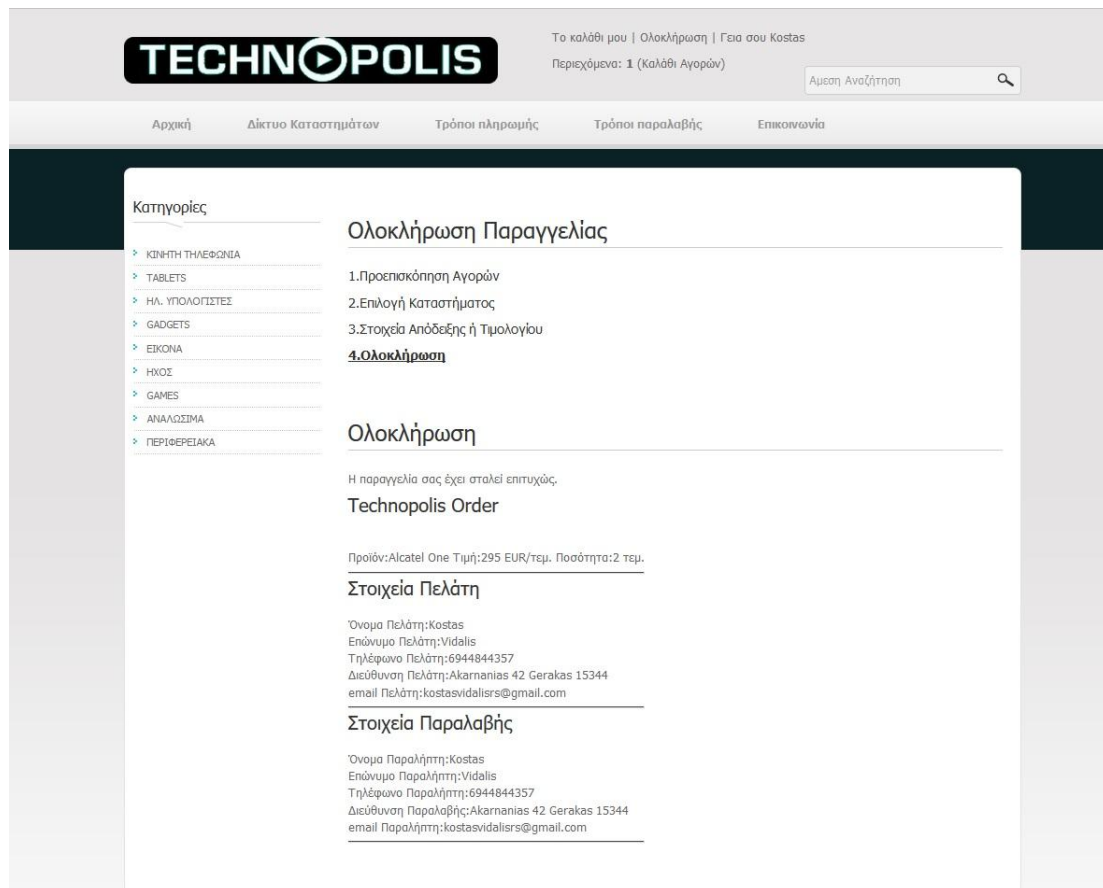 TECHNOPOLIS
Το καλάθι μου | Ολοκλήρωση | Γεια σου Kostas
Περιεχόμενα: 1 (Καλάθι Αγορών)
Αμεση Αναζήτηση
Αρχική Δίκτυο Καταστημάτων Τρόποι πληρωμής Τρόποι παραλαβής Επικοινωνία
Κατηγορίες
ΚΙΝΗΤΗ ΤΗΛΕΦΩΝΙΑ
TABLETS
ΗΛ. ΥΠΟΛΟΓΙΣΤΕΣ
GADGETS
ΕΙΚΟΝΑ
ΗΧΟΣ
GAMES
ΑΝΑΛΩΣΙΜΑ
ΠΕΡΙΦΕΡΕΙΑΚΑ
Ολοκλήρωση Παραγγελίας
1.Προεπισκόπηση Αγορών
2.Επιλογή Καταστήματος
3.Στοιχεία Απόδειξης ή Τιμολογίου
4.Ολοκλήρωση
Ολοκλήρωση
Η παραγγελία σας έχει σταλεί επιτυχώς.
Technopolis Order
Προϊόν:Alcatel One Τιμή:295 EUR/τεμ. Ποσότητα:2 τεμ.
Στοιχεία Πελάτη
Όνομα Πελάτη:Kostas
Επώνυμο Πελάτη:Vidalis
Τηλέφωνο Πελάτη:6944844357
Διεύθυνση Πελάτη:Akarnanias 42 Gerakas 15344
email Πελάτη:kostasvidalisrs@gmail.com
Στοιχεία Παραλαβής
Όνομα Παραλήπτη:Kostas
Επώνυμο Παραλήπτη:Vidalis
Τηλέφωνο Παραλήπτη:6944844357
Διεύθυνση Παραλαβής:Akarnanias 42 Gerakas 15344
email Παραλήπτη:kostasvidalisrs@gmail.com